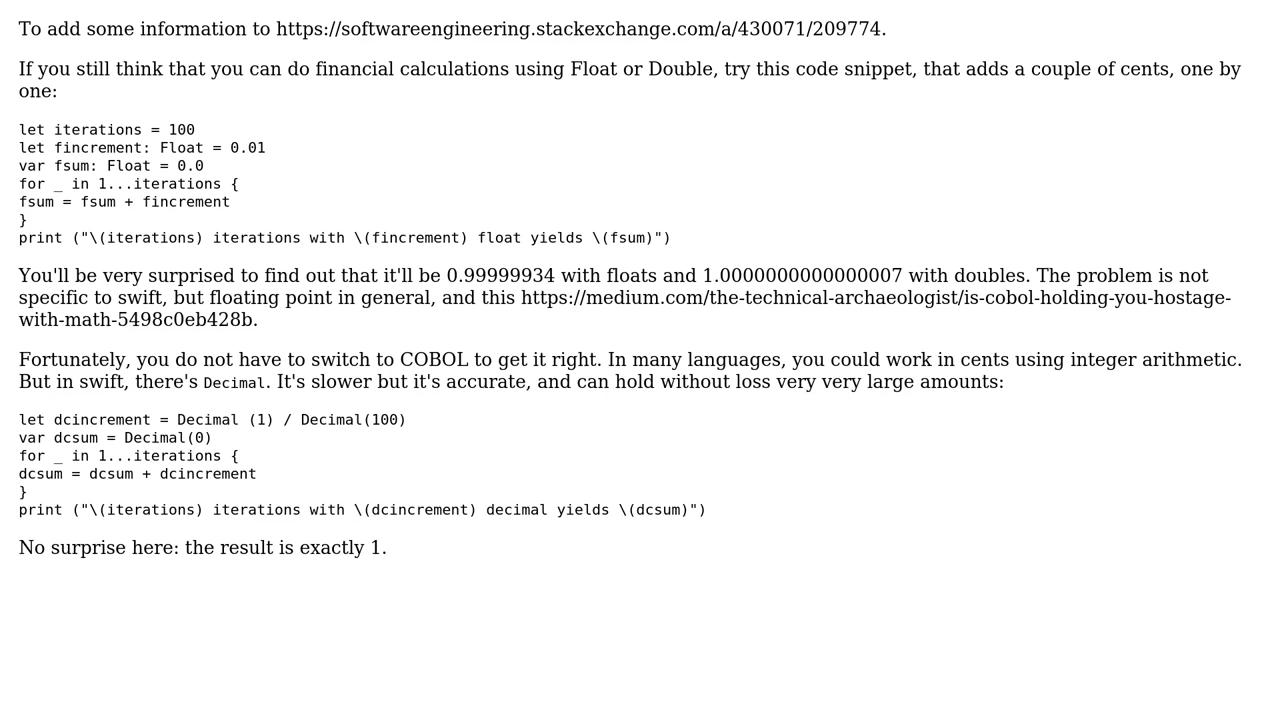 To add some information to https://softwareengineering.stackexchange.com/a/430071/209774.
If you still think that you can do financial calculations using Float or Double, try this code snippet, that adds a couple of cents, one by
one:
let iterations = 100
let fincrement: Float = 0.01
var fsum: Float = 0.0
for _ in 1...iterations {
fsum = fsum + fincrement
}
print ("\(iterations) iterations with \(fincrement) float yields \(fsum)")
You'll be very surprised to find out that it'll be 0.99999934 with floats and 1.0000000000000007 with doubles. The problem is not
specific to swift, but floating point in general, and this https://medium.com/the-technical-archaeologist/is-cobol-holding-you-hostage-
with-math-5498c0eb428b.
Fortunately, you do not have to switch to COBOL to get it right. In many languages, you could work in cents using integer arithmetic.
But in swift, there's Decimal. It's slower but it's accurate, and can hold without loss very very large amounts:
let dcincrement = Decimal (1) / Decimal(100)
var dcsum = Decimal(0)
for _ in 1...iterations {
dcsum = dcsum + dcincrement
}
print ("\(iterations) iterations with \(dcincrement) decimal yields \(dcsum)")
No surprise here: the result is exactly 1.